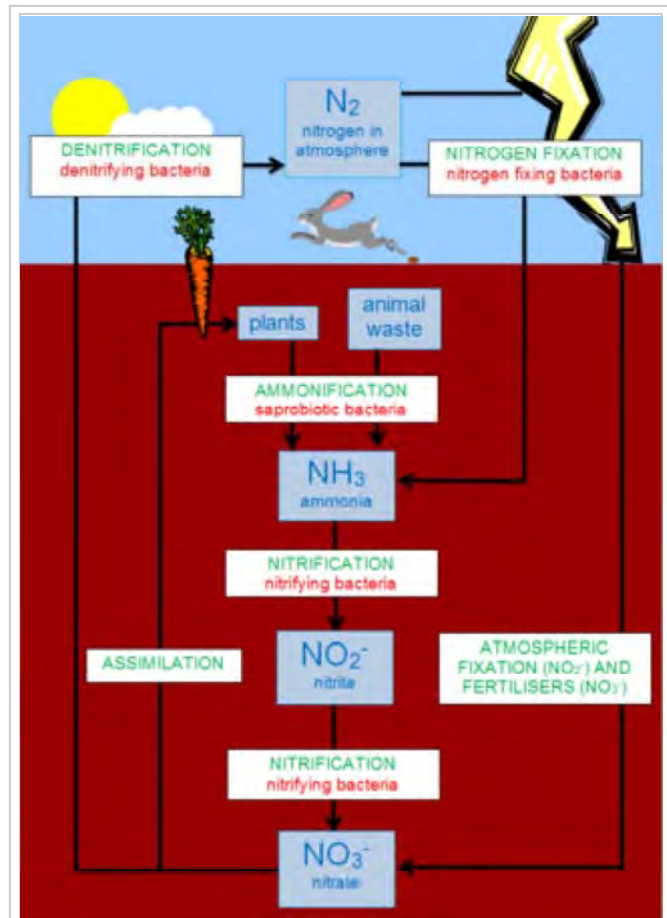 N₂
nitrogen in
atmosphere
DENITRIFICATION
denitrifying bacteria
NITROGEN FIXATION
nitrogen fixing bacteria
plants
animal
waste
AMMONIFICATION
saprobiotic bacteria
NH₃
ammonia
NITRIFICATION
nitrifying bacteria
NO₂⁻
nitrite
ASSIMILATION
ATMOSPHERIC
FIXATION (NO₂⁻) AND
FERTILISERS (NO₃⁻)
NITRIFICATION
nitrifying bacteria
NO₃⁻
nitrate